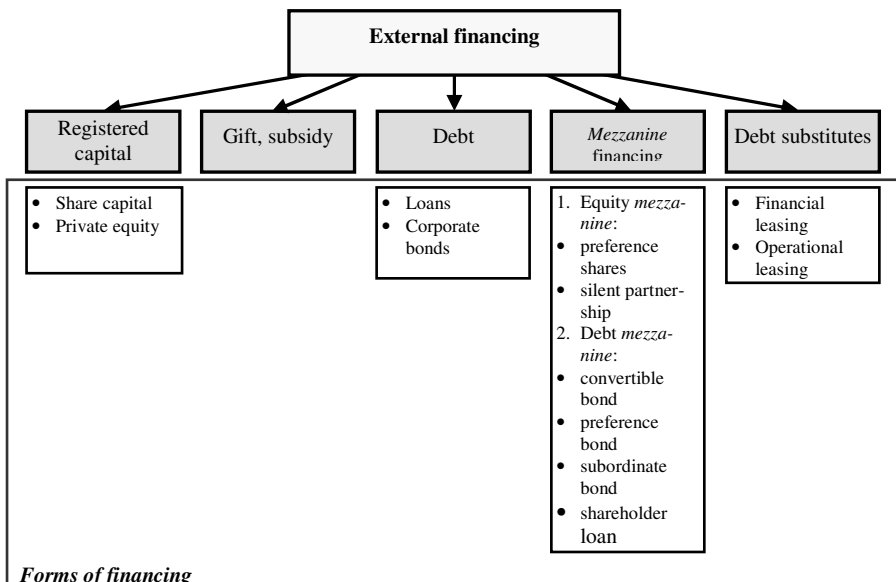 External financing
Registered
capital
Gift, subsidy
Debt
Mezzanine
financing
Debt substitutes
• Share capital
• Private equity
• Loans
• Corporate
bonds
1. Equity mezza-
nine:
• preference
shares
• silent partner-
ship
2. Debt mezza-
nine:
• convertible
bond
• preference
bond
• subordinate
bond
• shareholder
loan
• Financial
leasing
• Operational
leasing
Forms of financing